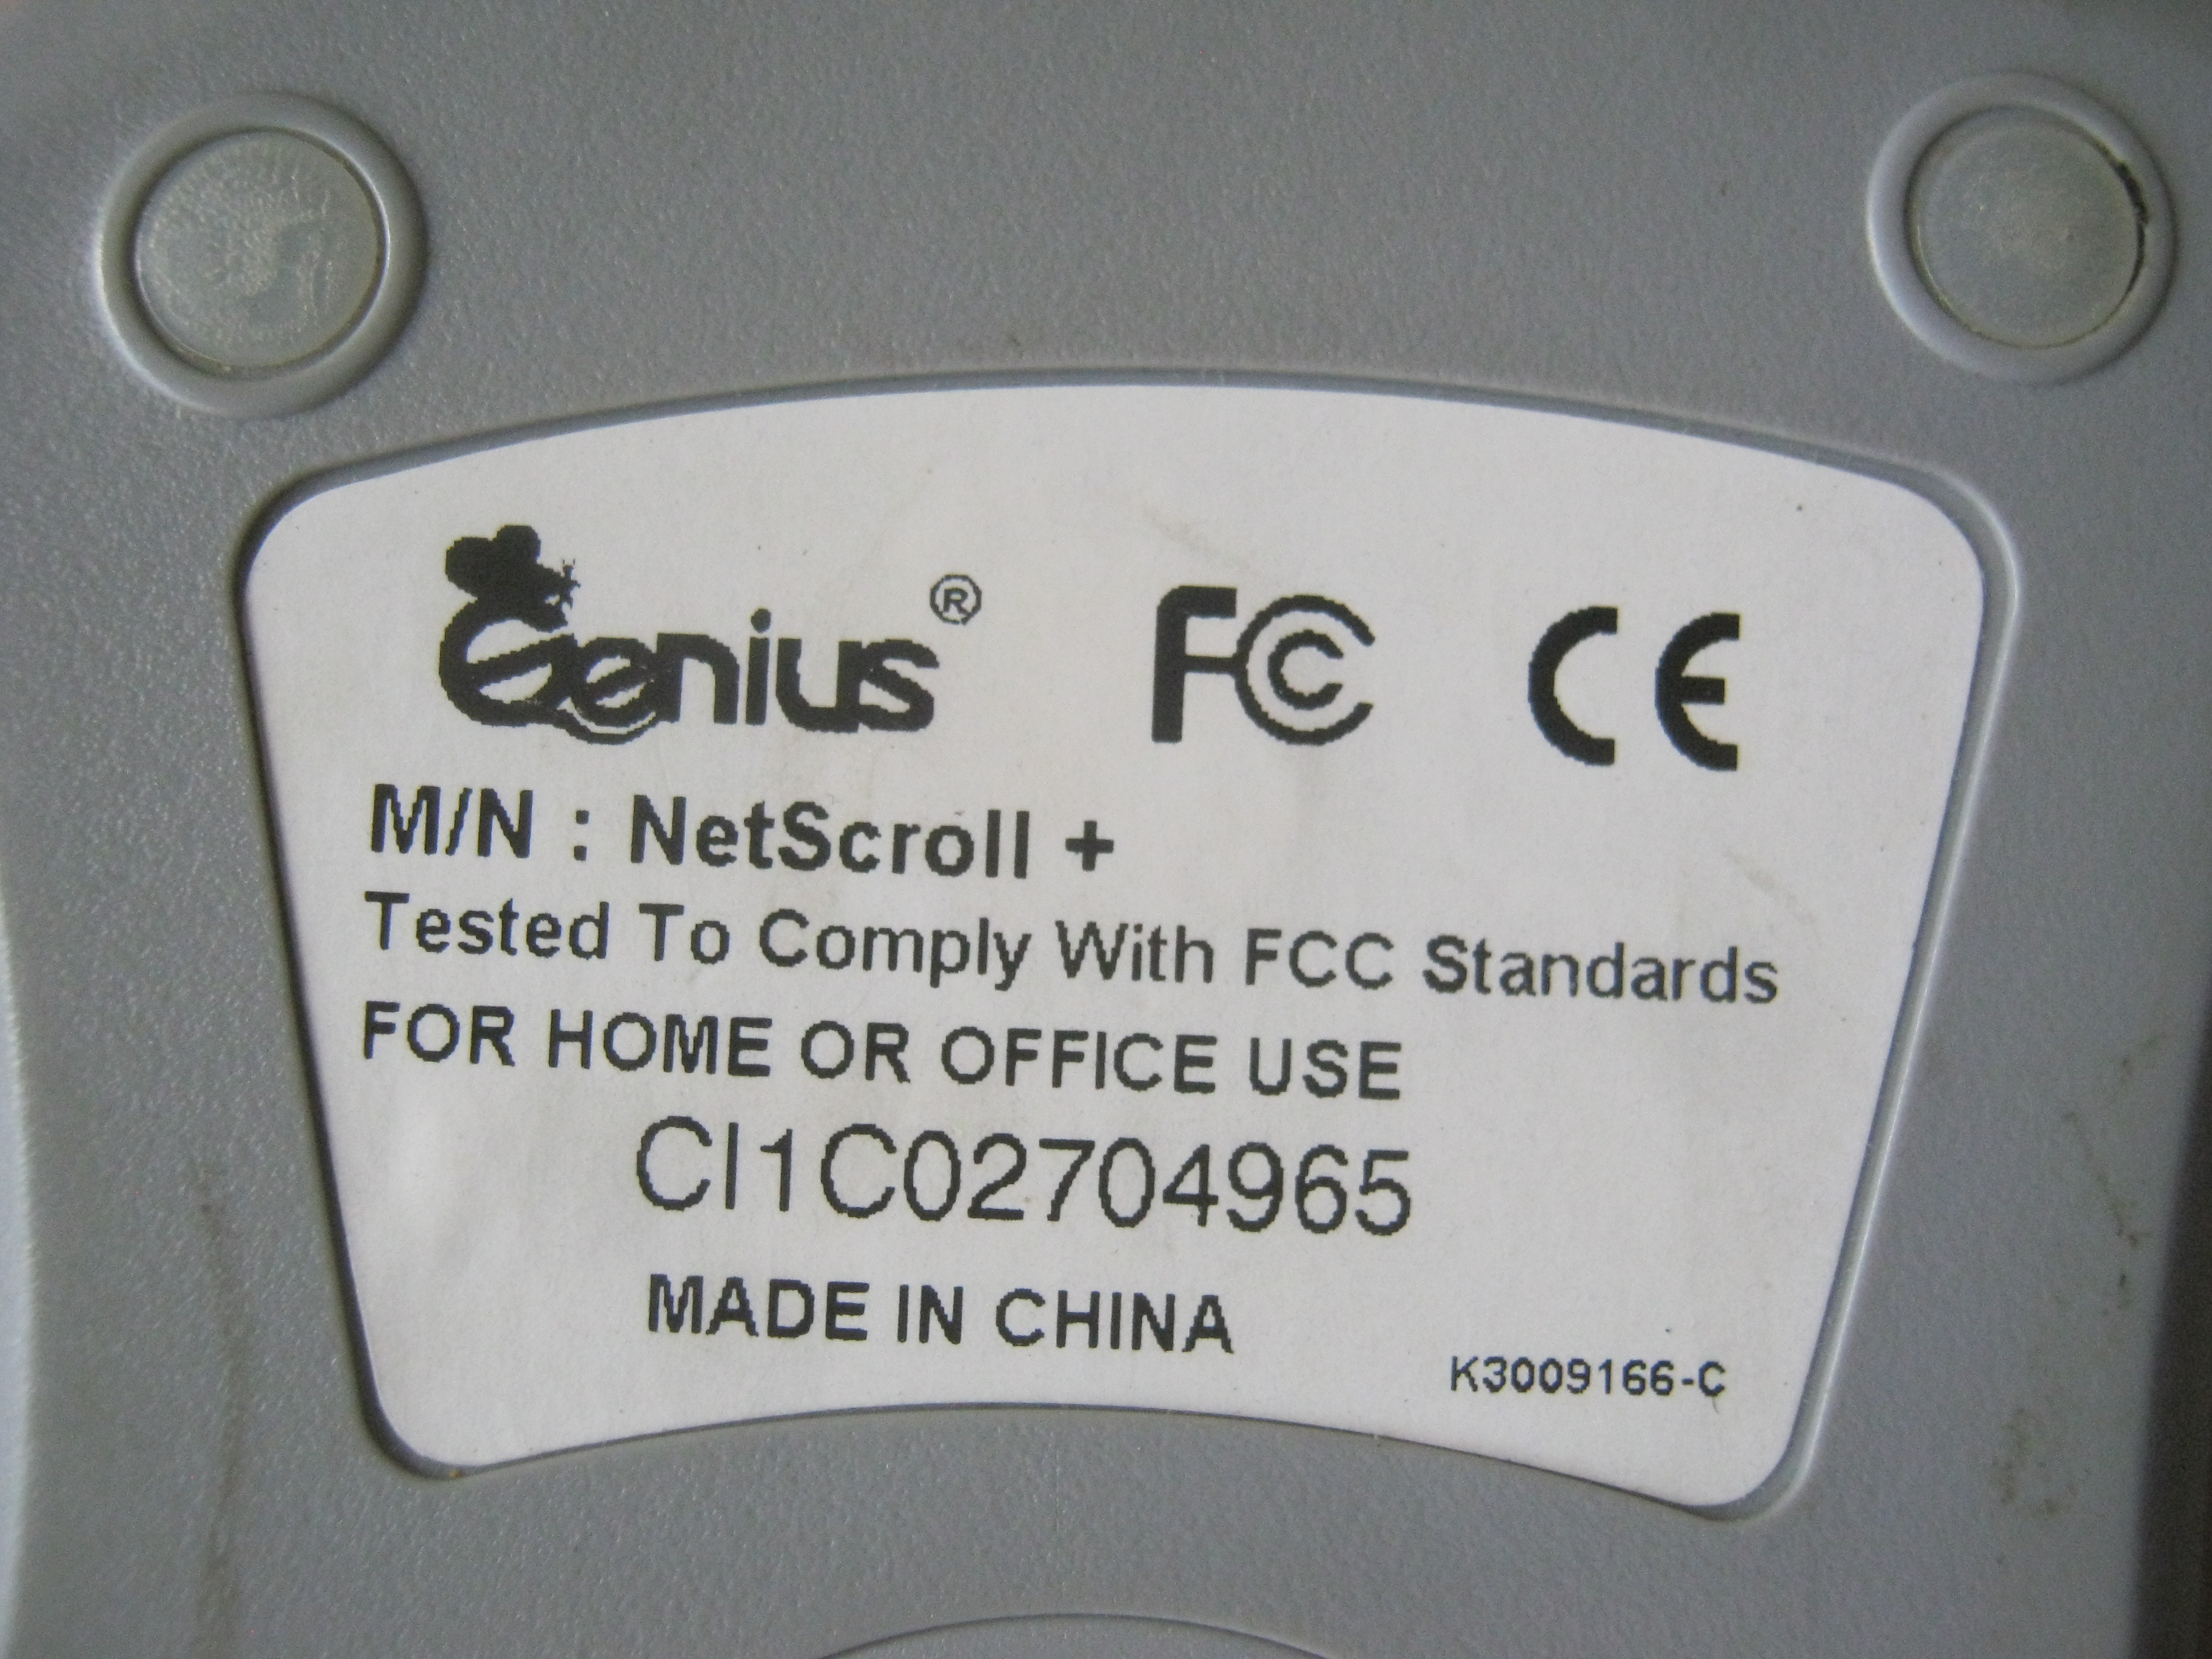 Genius® FC CE
M/N : NetScroll +
Tested To Comply With FCC Standards
FOR HOME OR OFFICE USE
CI1C02704965
MADE IN CHINA
K3009166-C